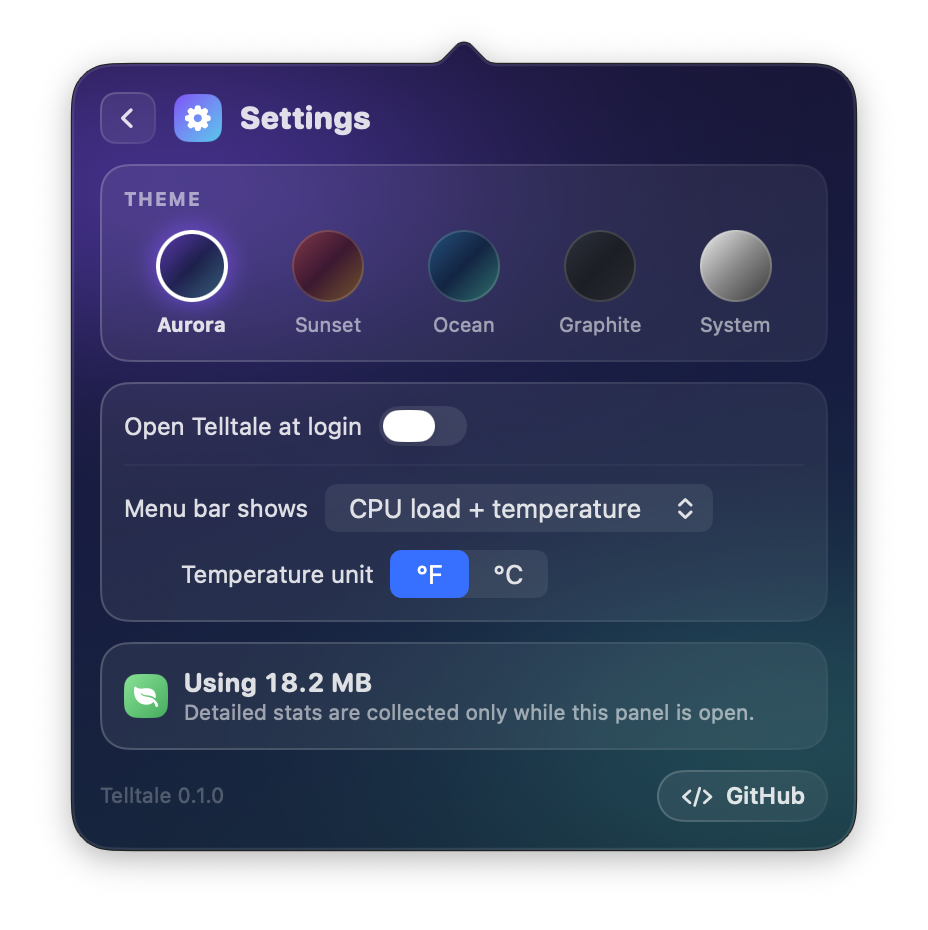 Settings
THEME
Aurora Sunset Ocean Graphite System
Open Telltale at login
Menu bar shows CPU load + temperature
Temperature unit °F °C
Using 18.2 MB
Detailed stats are collected only while this panel is open.
Telltale 0.1.0 </> GitHub